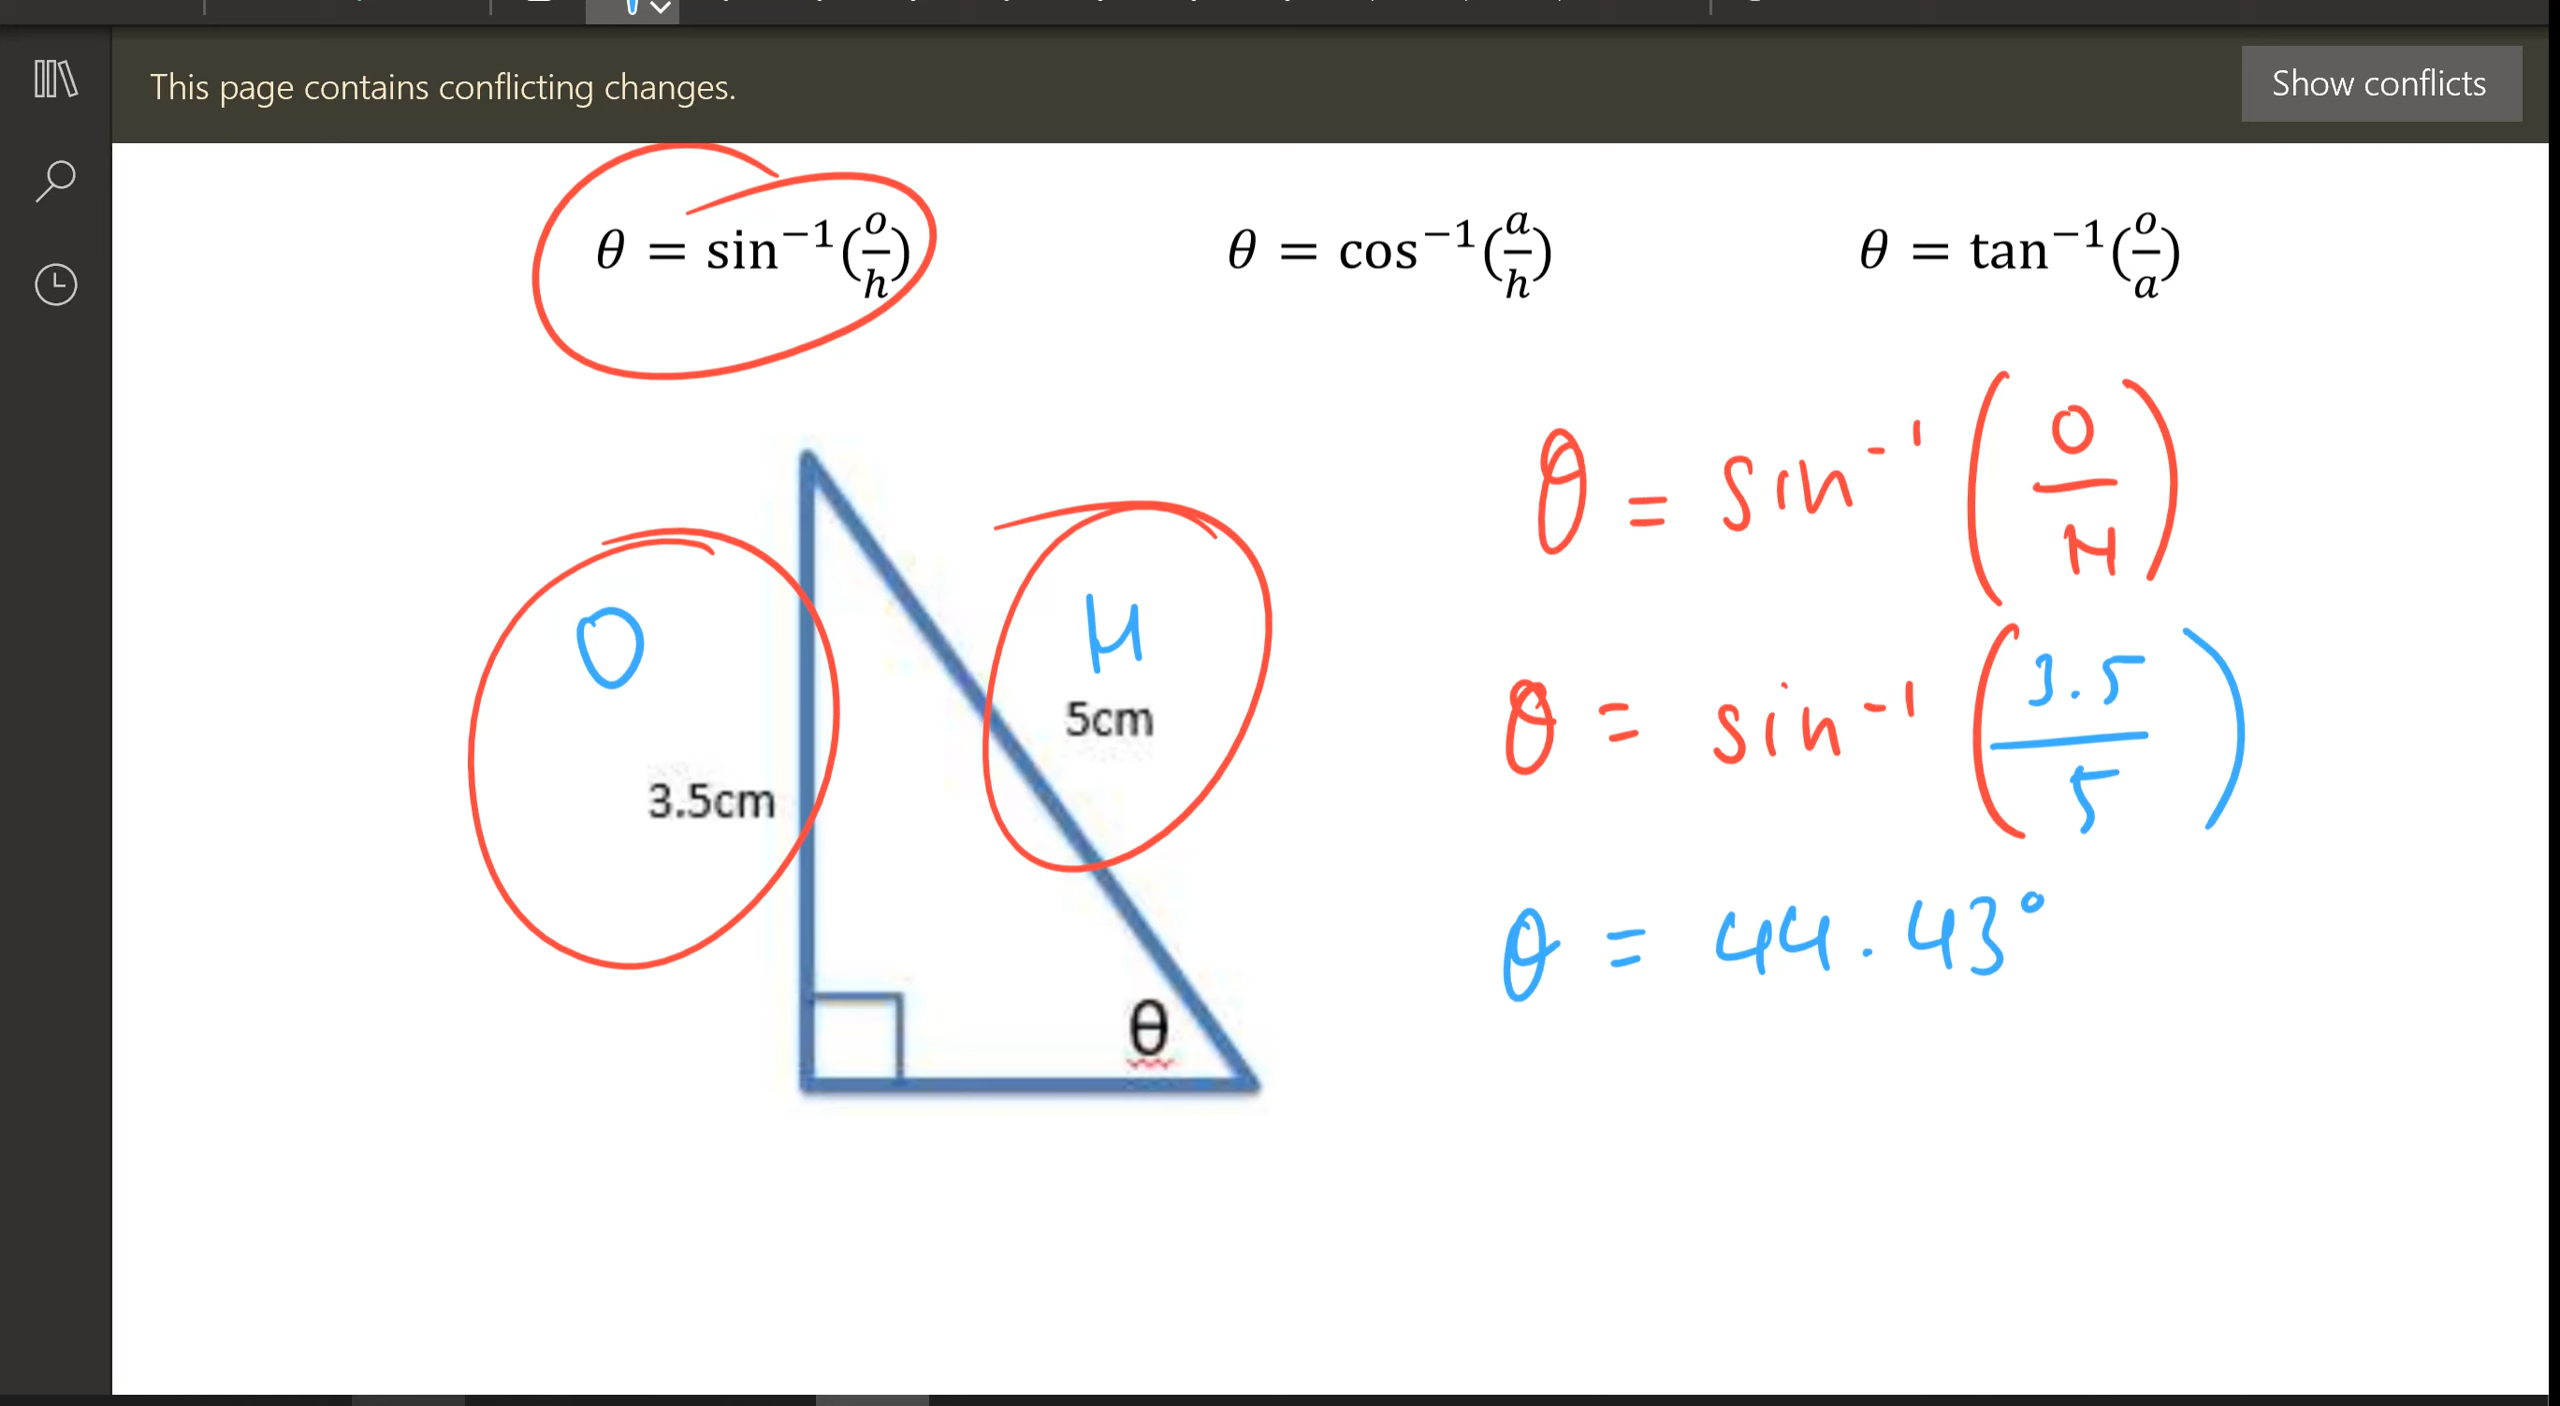 This page contains conflicting changes.
Show conflicts
θ = sin⁻¹(o/h)
θ = cos⁻¹(a/h)
θ = tan⁻¹(o/a)
θ = sin⁻¹(O/H)
O
H
5cm
θ = sin⁻¹(3.5/5)
3.5cm
θ = 44.43°
θ